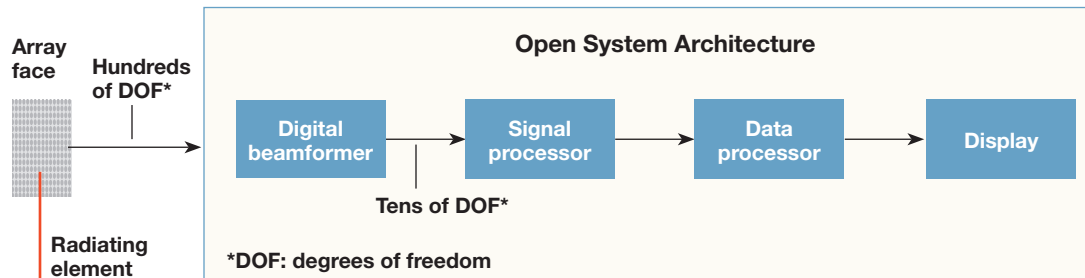 Open System Architecture
Array
face
Hundreds
of DOF*
Digital
beamformer
Signal
processor
Data
processor
Display
Tens of DOF*
Radiating
element
*DOF: degrees of freedom